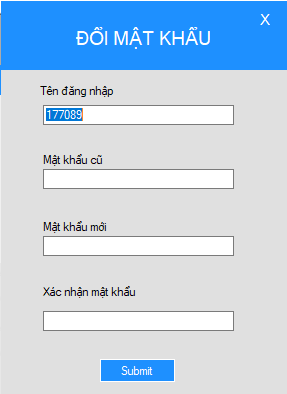 X
ĐỔI MẬT KHẨU
Tên đăng nhập
177089
Mật khẩu cũ
Mật khẩu mới
Xác nhận mật khẩu
Submit